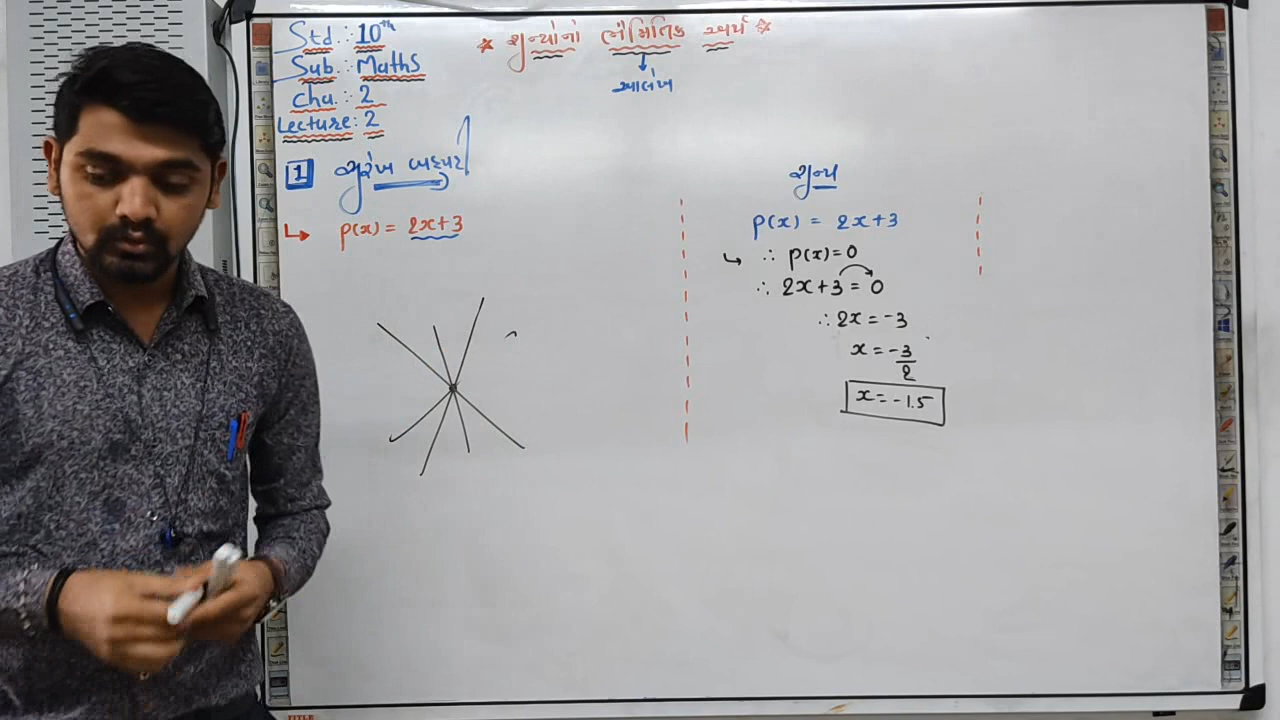 Std. : 10th
Sub. : Maths
Cha. : 2
Lecture : 2
* શૂન્યોનો ભૌમિતિક અર્થ *
↓
આલેખ
1 સુરેખ બહુપદી
↳ p(x) = 2x+3
શૂન્ય
p(x) = 2x+3
↳ ∴ p(x)=0
∴ 2x+3 = 0
∴ 2x = -3
x = -3/2
x = -1.5
TITLE